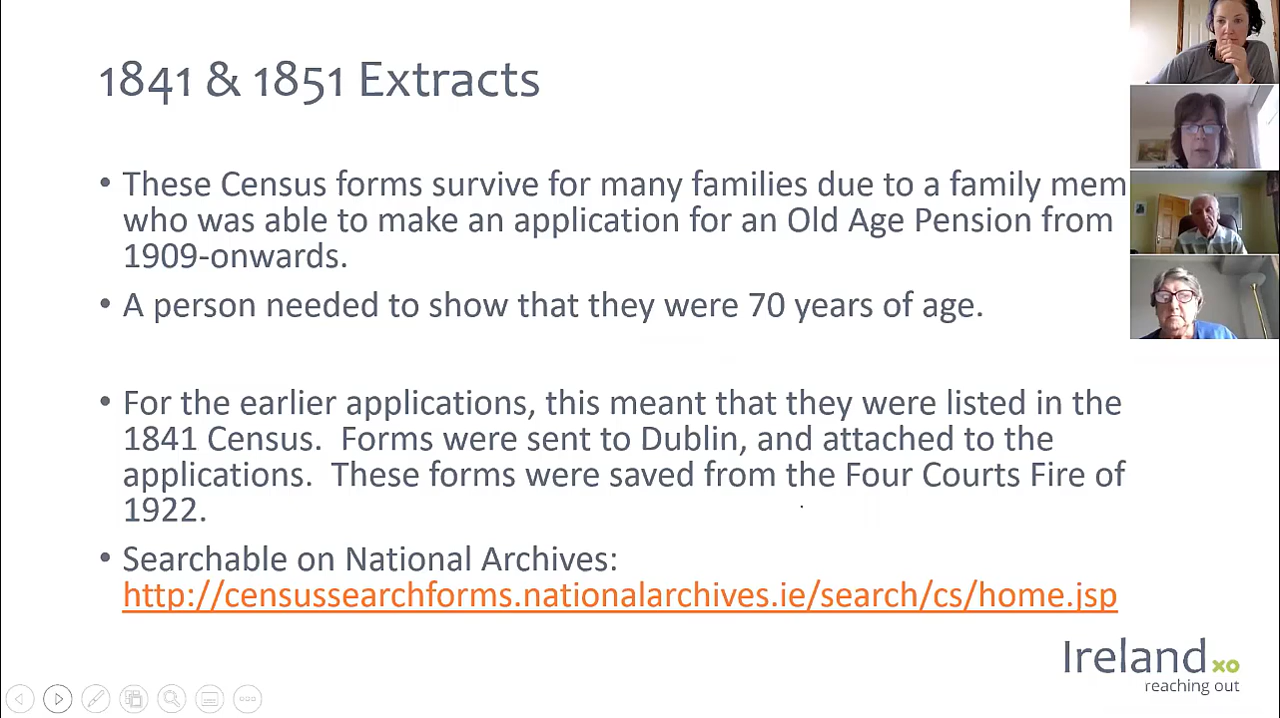 1841 & 1851 Extracts
• These Census forms survive for many families due to a family mem
who was able to make an application for an Old Age Pension from
1909-onwards.
• A person needed to show that they were 70 years of age.
• For the earlier applications, this meant that they were listed in the
1841 Census.  Forms were sent to Dublin, and attached to the
applications.  These forms were saved from the Four Courts Fire of
1922.
• Searchable on National Archives:
http://censussearchforms.nationalarchives.ie/search/cs/home.jsp
Ireland xo
reaching out